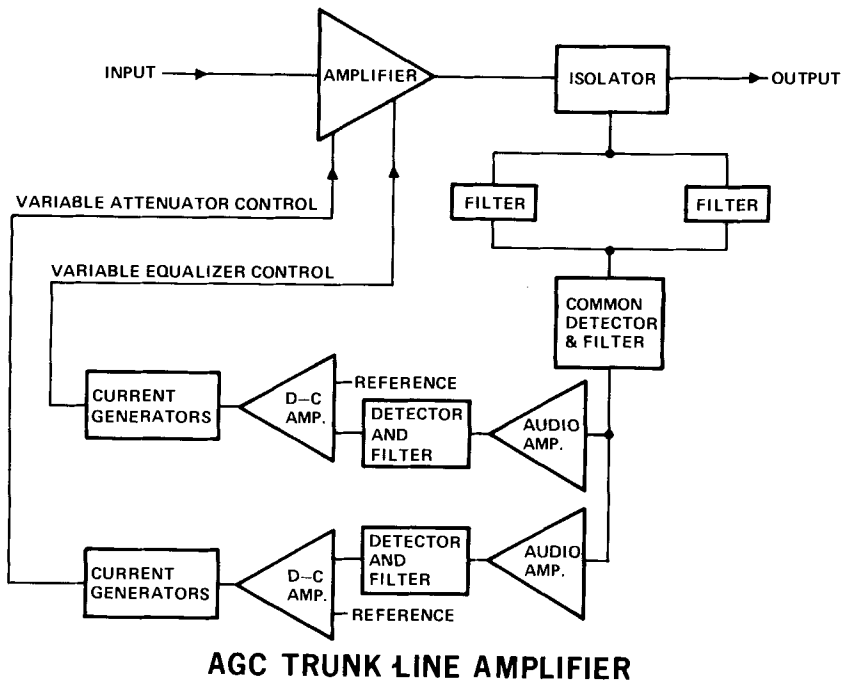 INPUT
AMPLIFIER
ISOLATOR
OUTPUT
VARIABLE ATTENUATOR CONTROL
FILTER
FILTER
VARIABLE EQUALIZER CONTROL
COMMON
DETECTOR
& FILTER
CURRENT
GENERATORS
D-C
AMP.
REFERENCE
DETECTOR
AND
FILTER
AUDIO
AMP.
CURRENT
GENERATORS
D-C
AMP.
DETECTOR
AND
FILTER
REFERENCE
AUDIO
AMP.
AGC TRUNK LINE AMPLIFIER